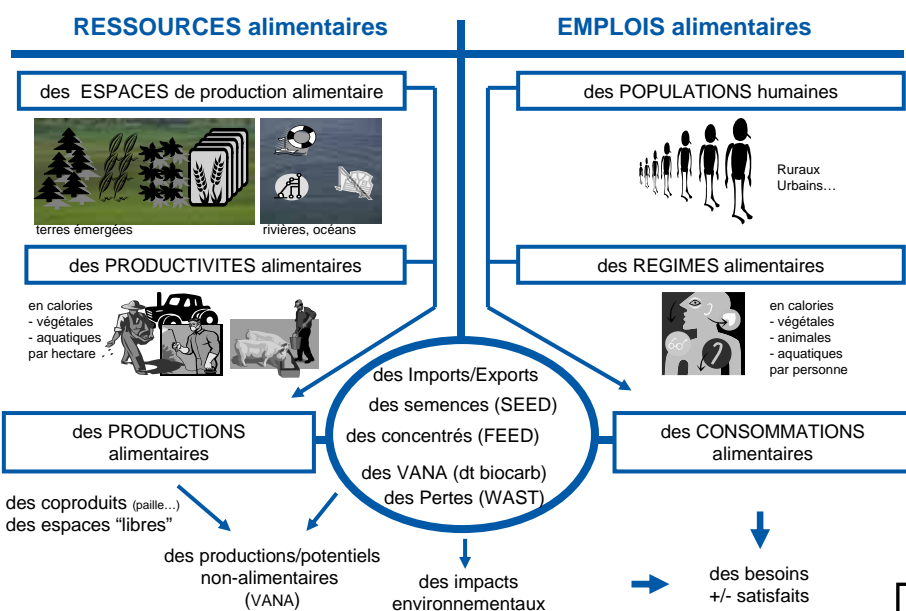 RESSOURCES alimentaires
EMPLOIS alimentaires
des ESPACES de production alimentaire
des POPULATIONS humaines
Ruraux
Urbains…
terres émergées
rivières, océans
des PRODUCTIVITES alimentaires
des REGIMES alimentaires
en calories
- végétales
- aquatiques
par hectare
en calories
- végétales
- animales
- aquatiques
par personne
des Imports/Exports
des semences (SEED)
des concentrés (FEED)
des VANA (dt biocarb)
des Pertes (WAST)
des PRODUCTIONS
alimentaires
des CONSOMMATIONS
alimentaires
des coproduits (paille…)
des espaces “libres”
des productions/potentiels
non-alimentaires
(VANA)
des impacts
environnementaux
des besoins
+/- satisfaits